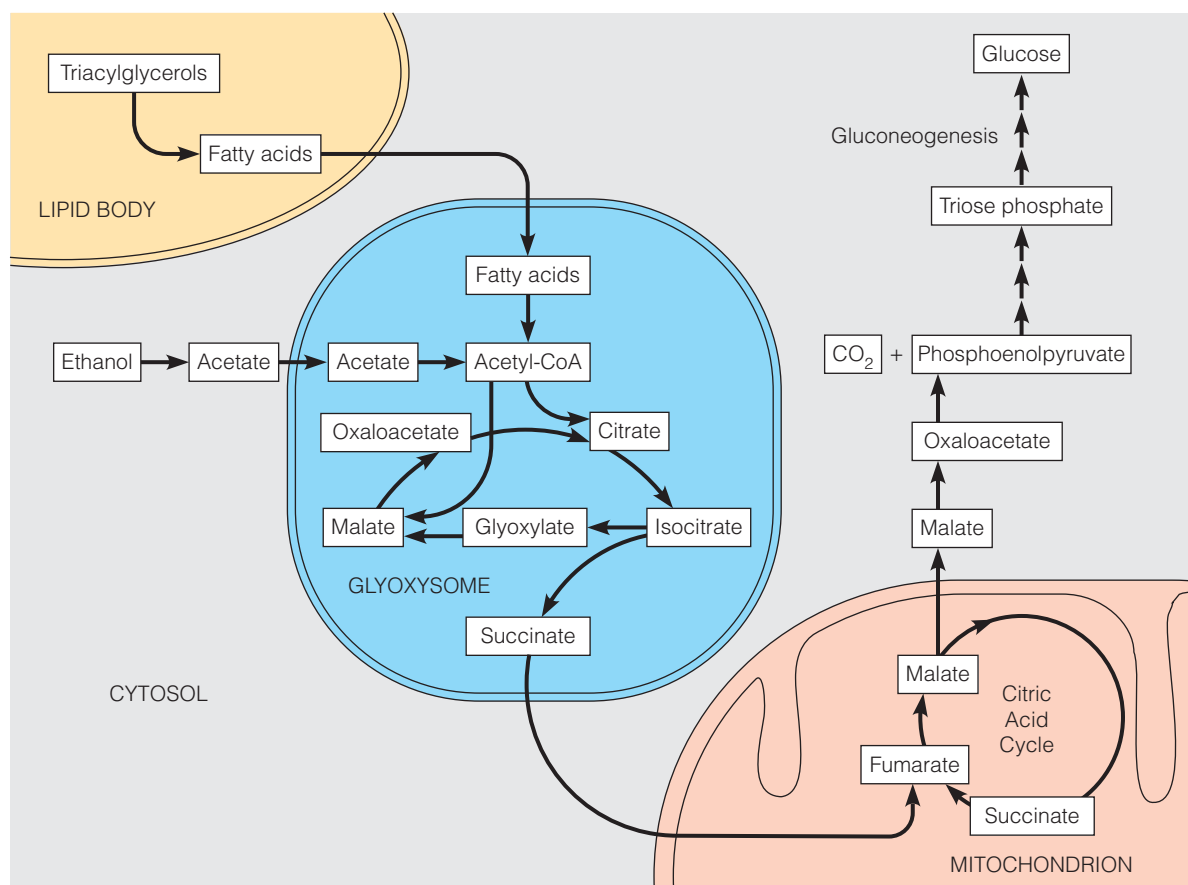 Triacylglycerols
Fatty acids
LIPID BODY
Fatty acids
Ethanol
Acetate
Acetate
Acetyl-CoA
Oxaloacetate
Citrate
Malate
Glyoxylate
Isocitrate
GLYOXYSOME
Succinate
CYTOSOL
Glucose
Gluconeogenesis
Triose phosphate
CO₂ + Phosphoenolpyruvate
Oxaloacetate
Malate
Malate
Citric
Acid
Cycle
Fumarate
Succinate
MITOCHONDRION